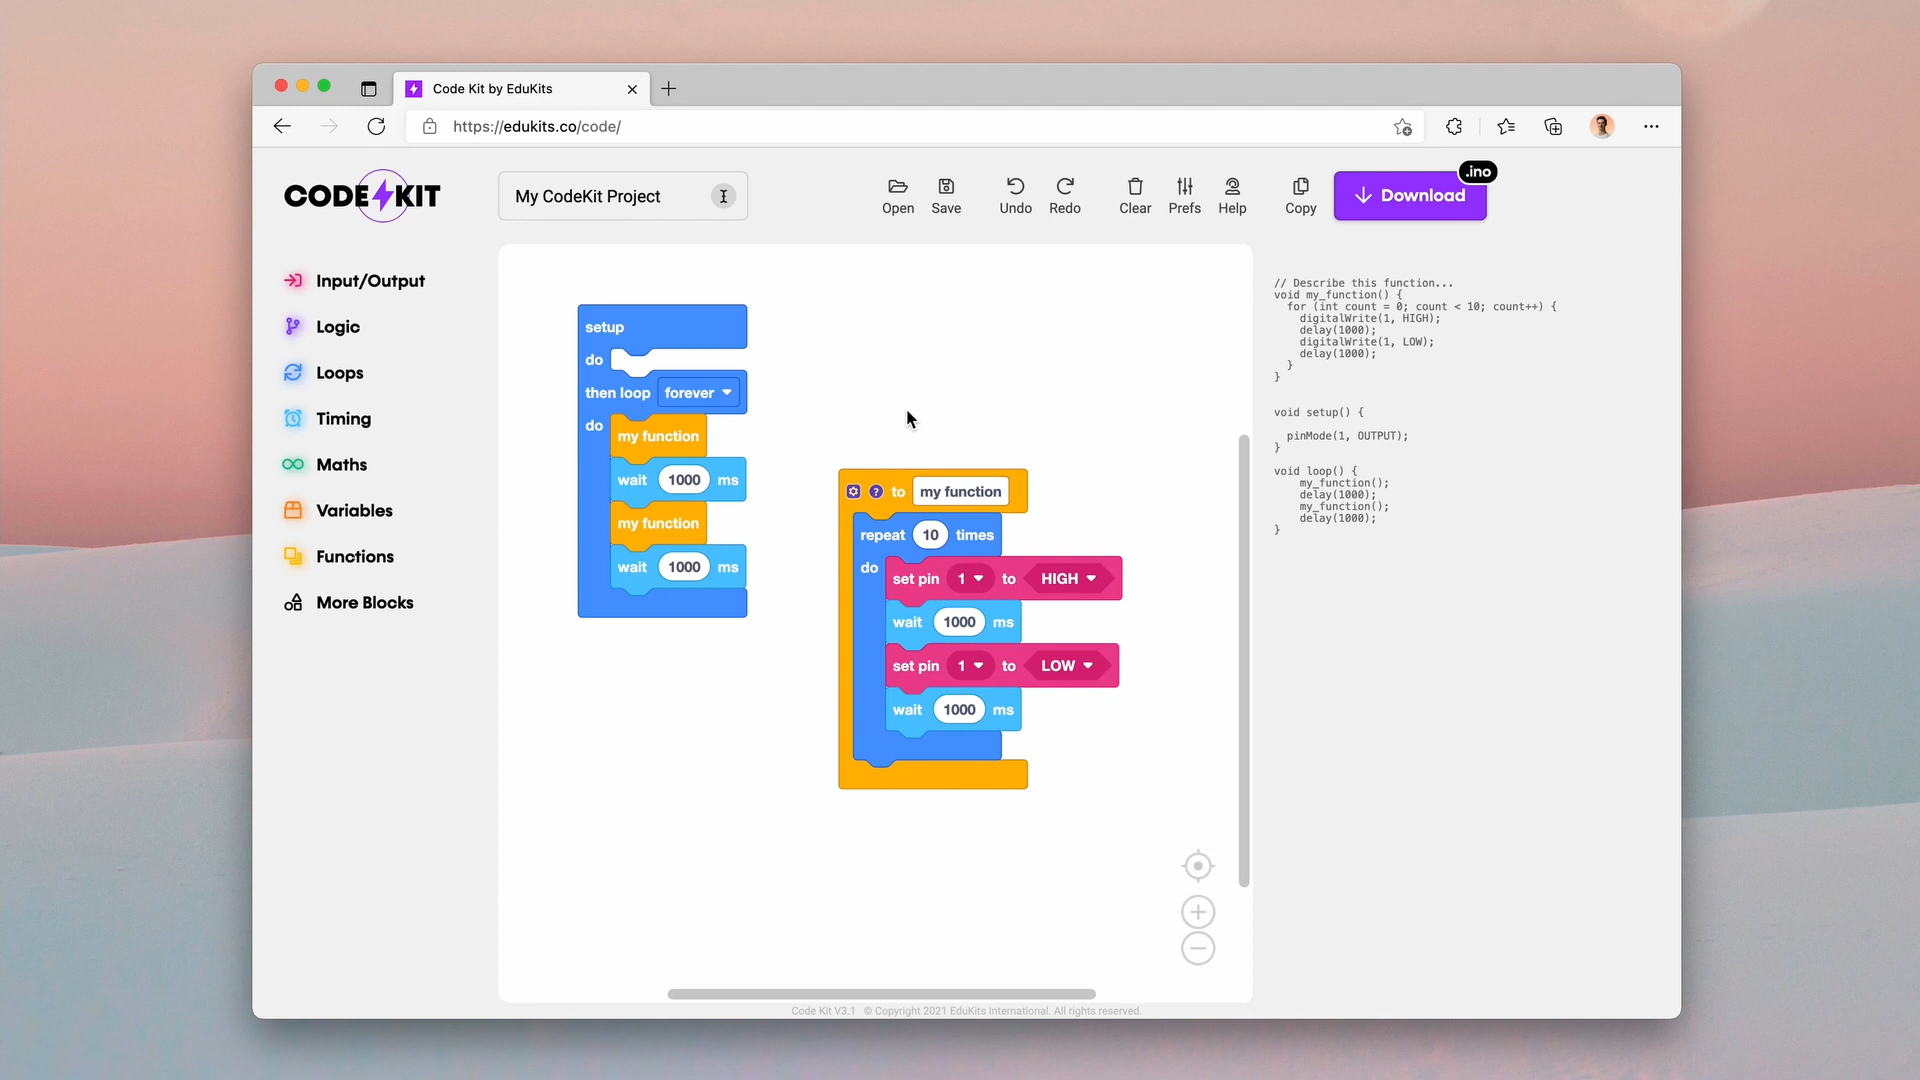 Code Kit by EduKits
https://edukits.co/code/
CODE KIT
My CodeKit Project
Open
Save
Undo
Redo
Clear
Prefs
Help
Copy
Download
.ino
Input/Output
Logic
Loops
Timing
Maths
Variables
Functions
More Blocks
setup
do
then loop forever
do
my function
wait 1000 ms
my function
wait 1000 ms
? to my function
repeat 10 times
do
set pin 1 to HIGH
wait 1000 ms
set pin 1 to LOW
wait 1000 ms
// Describe this function...
void my_function() {
for (int count = 0; count < 10; count++) {
digitalWrite(1, HIGH);
delay(1000);
digitalWrite(1, LOW);
delay(1000);
}
}
void setup() {
pinMode(1, OUTPUT);
}
void loop() {
my_function();
delay(1000);
my_function();
delay(1000);
}
Code Kit V3.1 © Copyright 2021 EduKits International. All rights reserved.